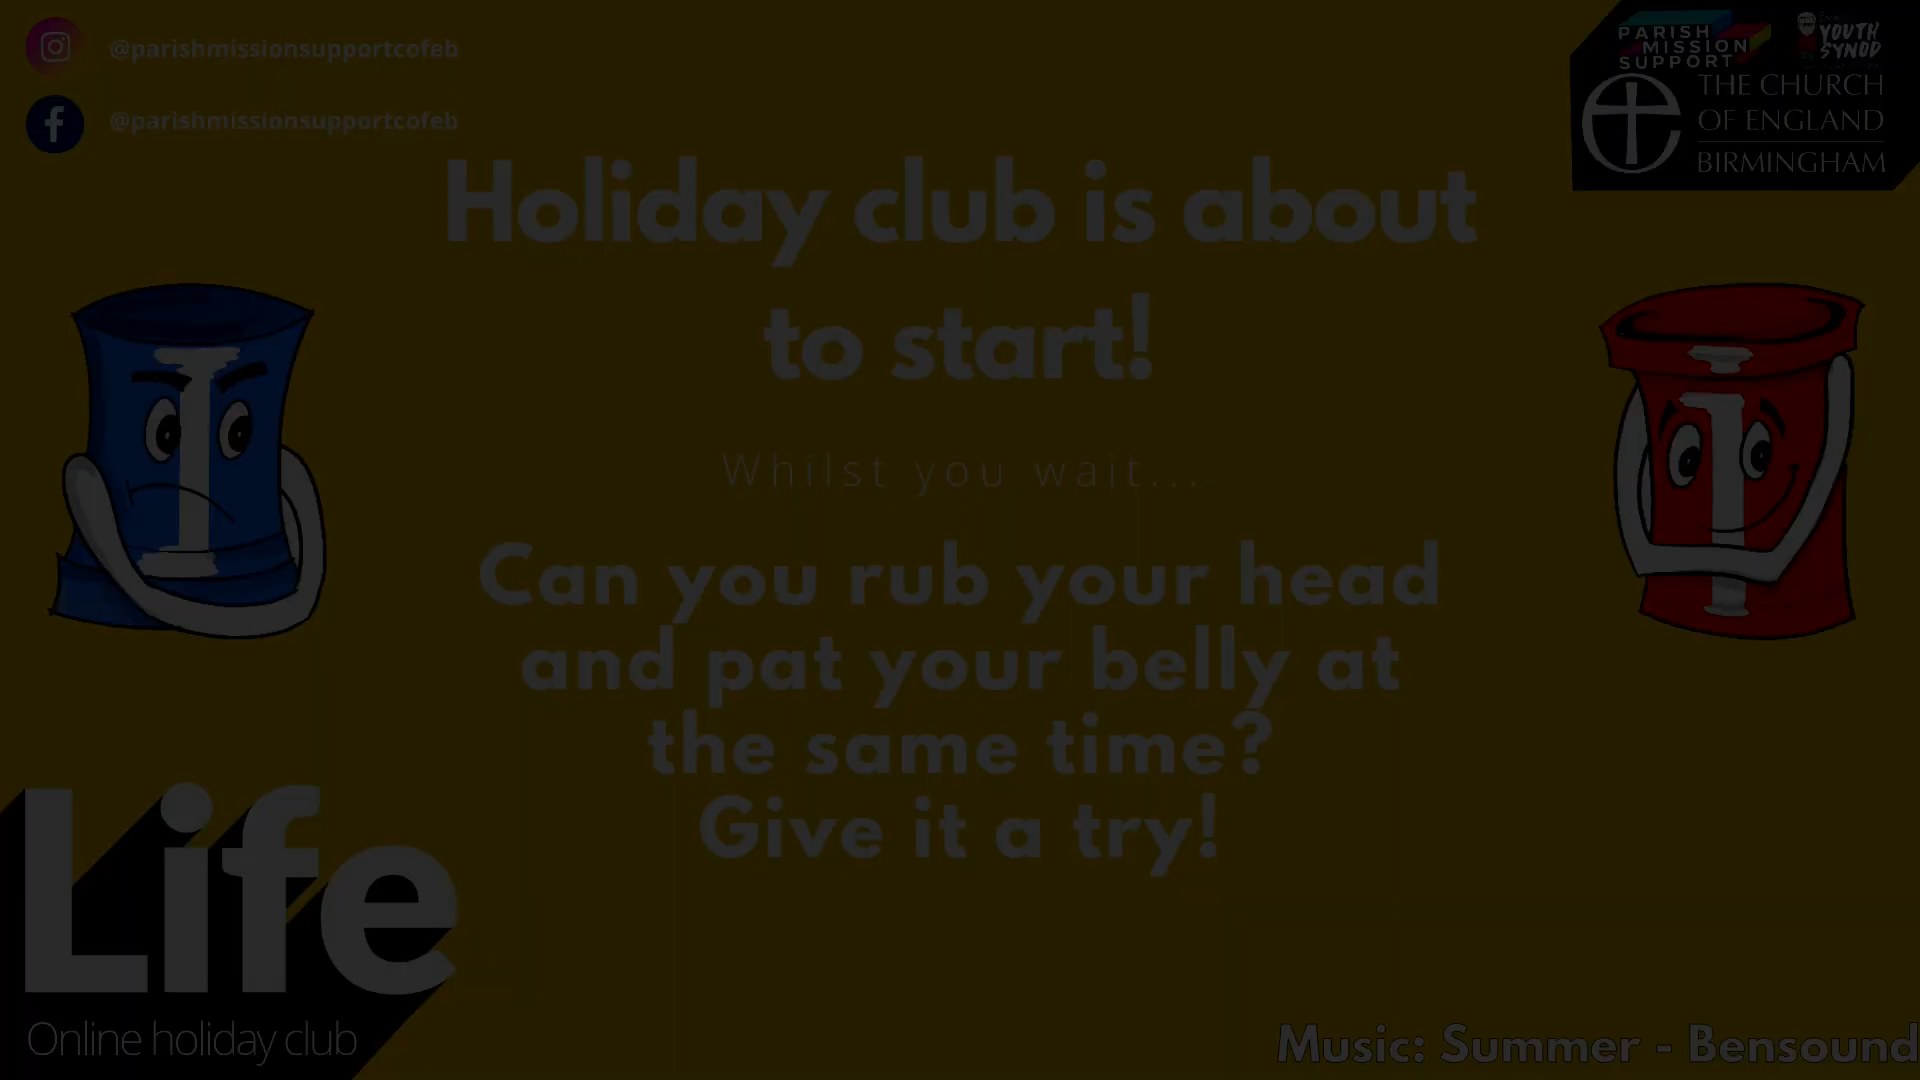 @parishmissionsupportcofeb
@parishmissionsupportcofeb
PARISH
MISSION
SUPPORT
YOUTH
SYNOD
THE CHURCH
OF ENGLAND
BIRMINGHAM
Holiday club is about
to start!
Whilst you wait...
Can you rub your head
and pat your belly at
the same time?
Give it a try!
Life
Online holiday club
Music: Summer - Bensound